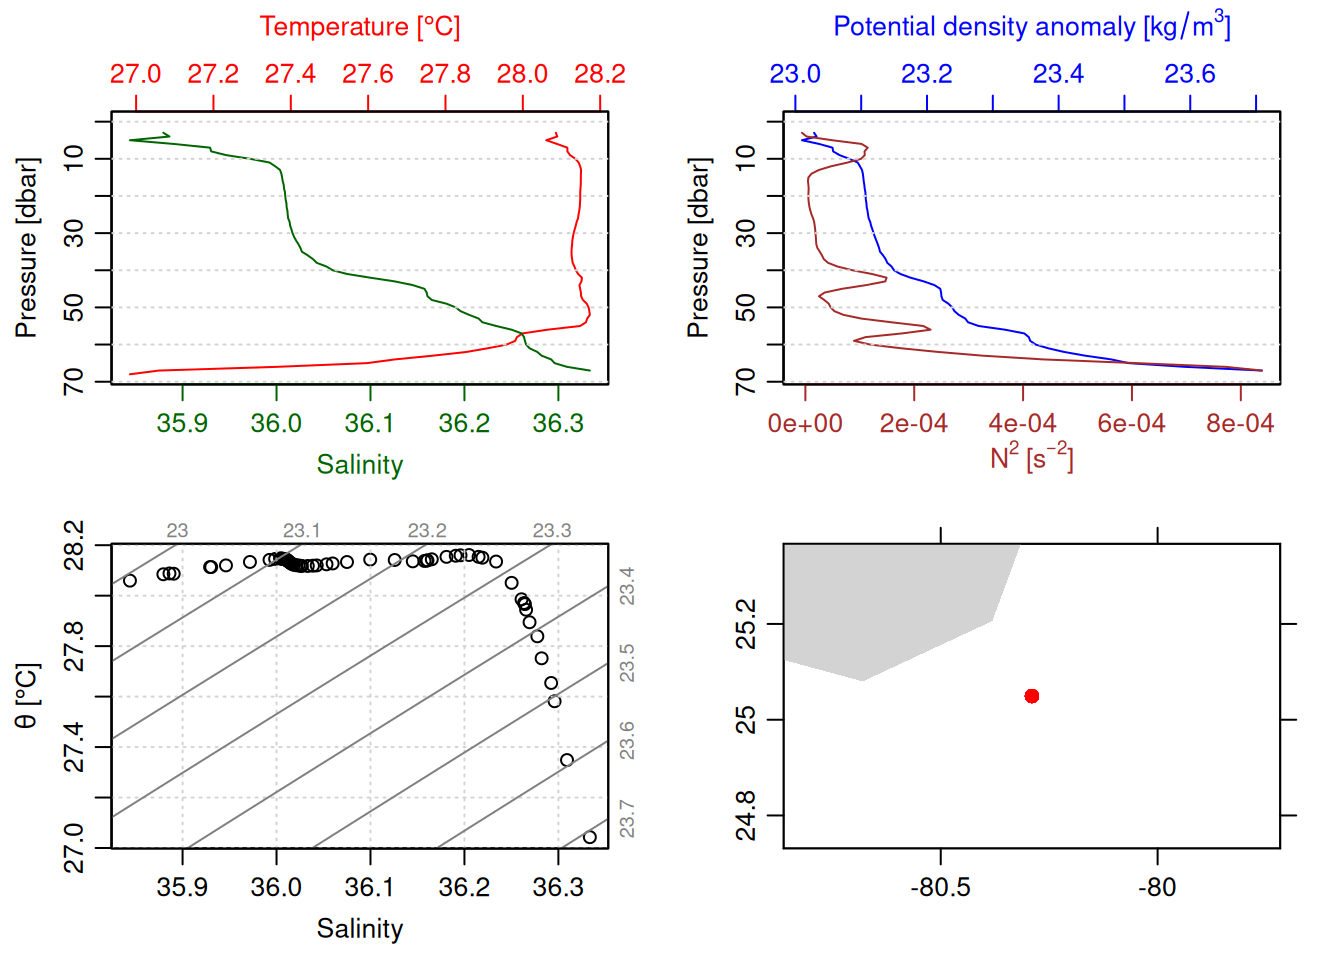 Temperature [°C]
27.0 27.2 27.4 27.6 27.8 28.0 28.2
Pressure [dbar]
10
30
50
70
35.9 36.0 36.1 36.2 36.3
Salinity
Potential density anomaly [kg/m³]
23.0 23.2 23.4 23.6
Pressure [dbar]
10
30
50
70
0e+00 2e-04 4e-04 6e-04 8e-04
N² [s⁻²]
23 23.1 23.2 23.3
23.4
23.5
23.6
23.7
θ [°C]
28.2
27.8
27.4
27.0
35.9 36.0 36.1 36.2 36.3
Salinity
25.2
25
24.8
-80.5 -80